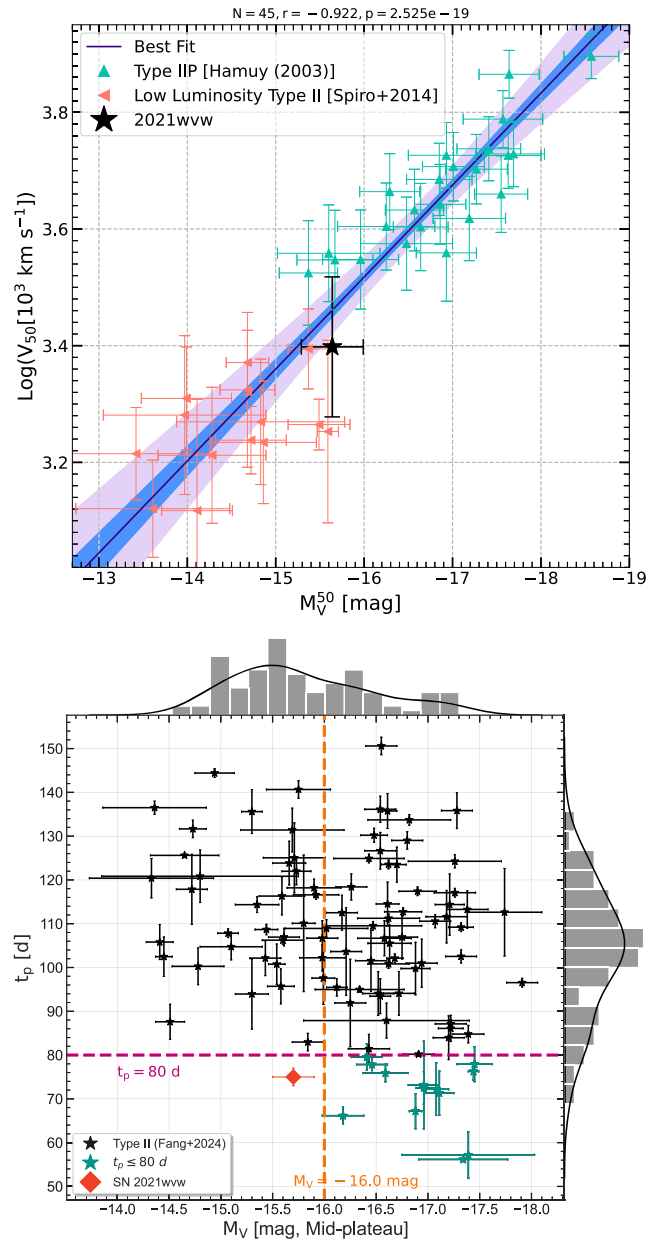 N = 45, r = −0.922, p = 2.525e − 19
Best Fit
Type IIP [Hamuy (2003)]
Low Luminosity Type II [Spiro+2014]
2021wvw
Log(V₅₀[10³ km s⁻¹)
3.8
3.6
3.4
3.2
−13 −14 −15 −16 −17 −18 −19
M_V^50 [mag]
t_p [d]
150
140
130
120
110
100
90
80
70
60
50
t_p = 80 d
Type II (Fang+2024)
t_p ≤ 80 d
SN 2021wvw
M_V = −16.0 mag
−14.0 −14.5 −15.0 −15.5 −16.0 −16.5 −17.0 −17.5 −18.0
M_V [mag, Mid-plateau]